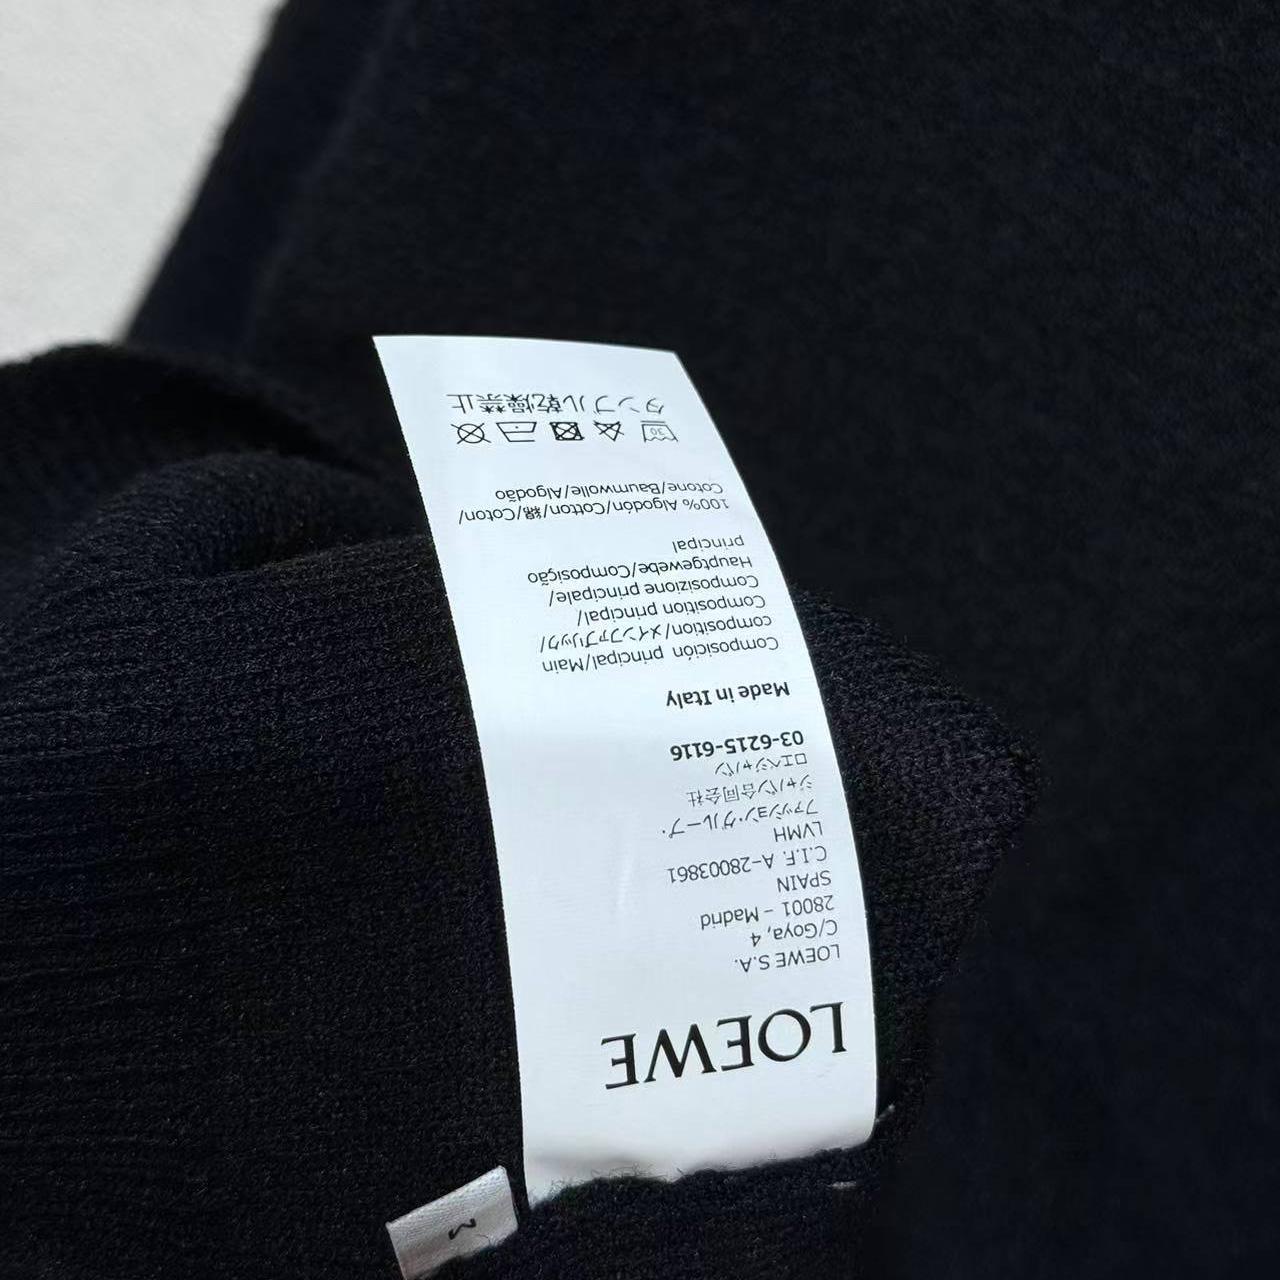 LOEWE
LOEWE S.A.
C/Goya, 4
28001 – Madrid
SPAIN
C.I.F. A-28003861
LVMH
ファッション・グループ・
ジャパン合同会社
ロエベジャパン
03-6215-6116
Made in Italy
Composición principal/Main
composition/メインファブリック/
Composition principal/
Composizione principale/
Hauptgewebe/Composição
principal
100% Algodón/Cotton/綿/Coton/
Cotone/Baumwolle/Algodão
30
タンブル乾燥禁止
M